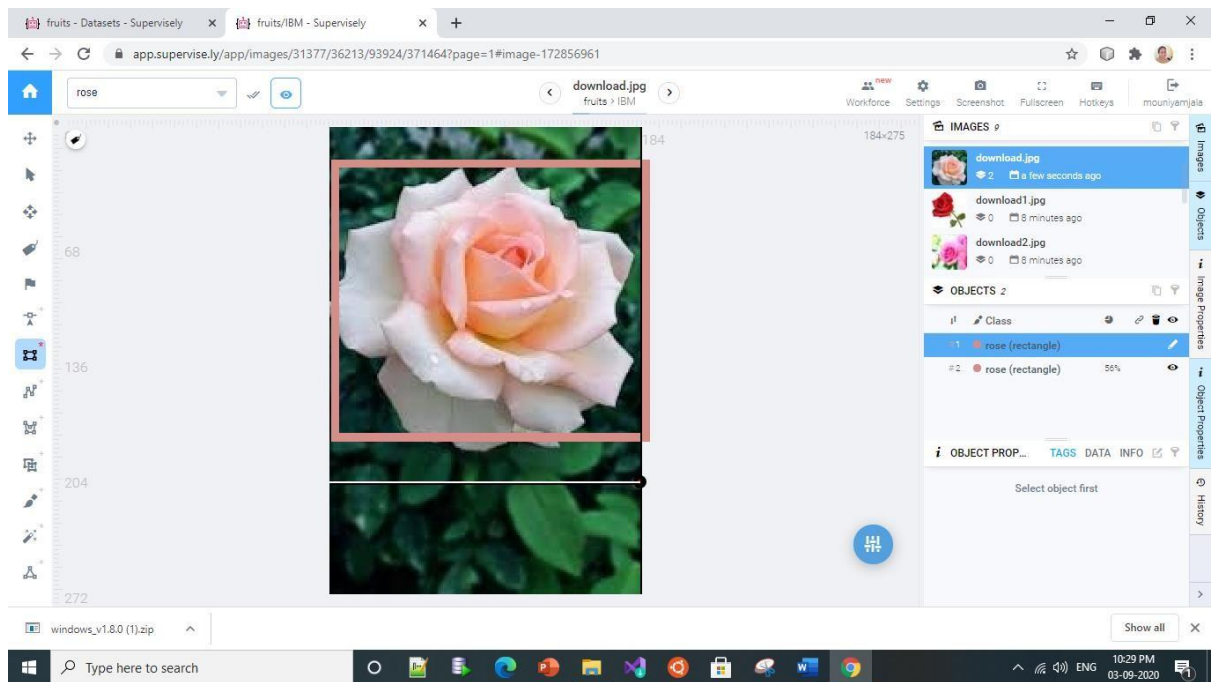 fruits - Datasets - Supervisely
fruits/IBM - Supervisely
app.supervise.ly/app/images/31377/36213/93924/371464?page=1#image-172856961
rose
download.jpg
fruits > IBM
new
Workforce Settings Screenshot Fullscreen Hotkeys mouniyamjala
184
184×275
68
136
204
272
IMAGES 9
download.jpg
2 a few seconds ago
download1.jpg
0 8 minutes ago
download2.jpg
0 8 minutes ago
OBJECTS 2
Class
#1 rose (rectangle)
#2 rose (rectangle) 56%
i OBJECT PROP... TAGS DATA INFO
Select object first
Images
Objects
i Image Properties
i Object Properties
History
windows_v1.8.0 (1).zip
Show all
Type here to search
ENG
10:29 PM
03-09-2020
1